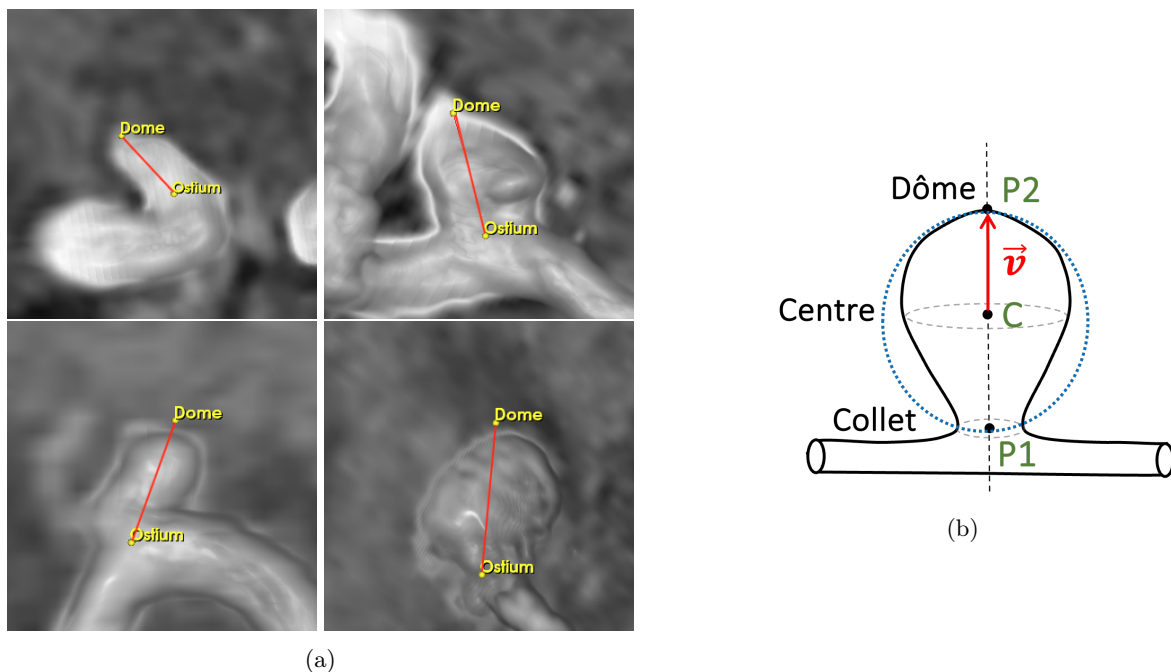 Dome
Ostium
Dome
Ostium
Dome
Ostium
Dome
Ostium
(a)
Dôme P2
v
Centre C
Collet
P1
(b)